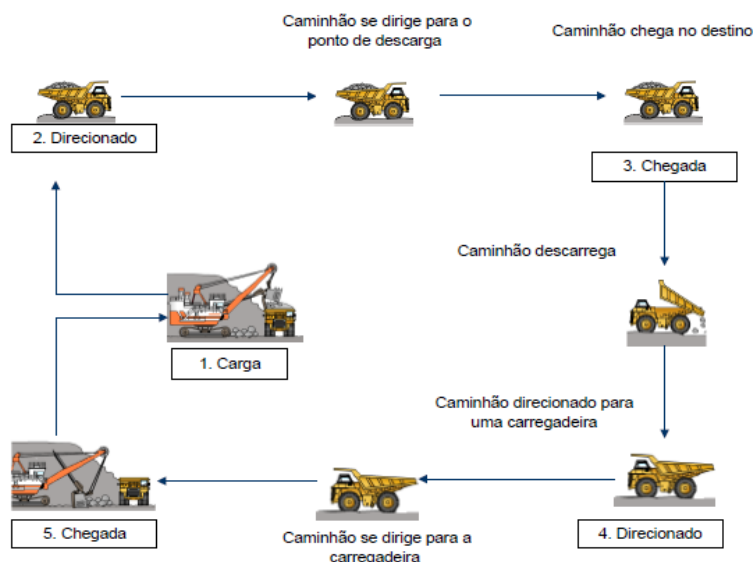 Caminhão se dirige para o
ponto de descarga
Caminhão chega no destino
2. Direcionado
3. Chegada
Caminhão descarrega
1. Carga
Caminhão direcionado para
uma carregadeira
5. Chegada
Caminhão se dirige para a
carregadeira
4. Direcionado